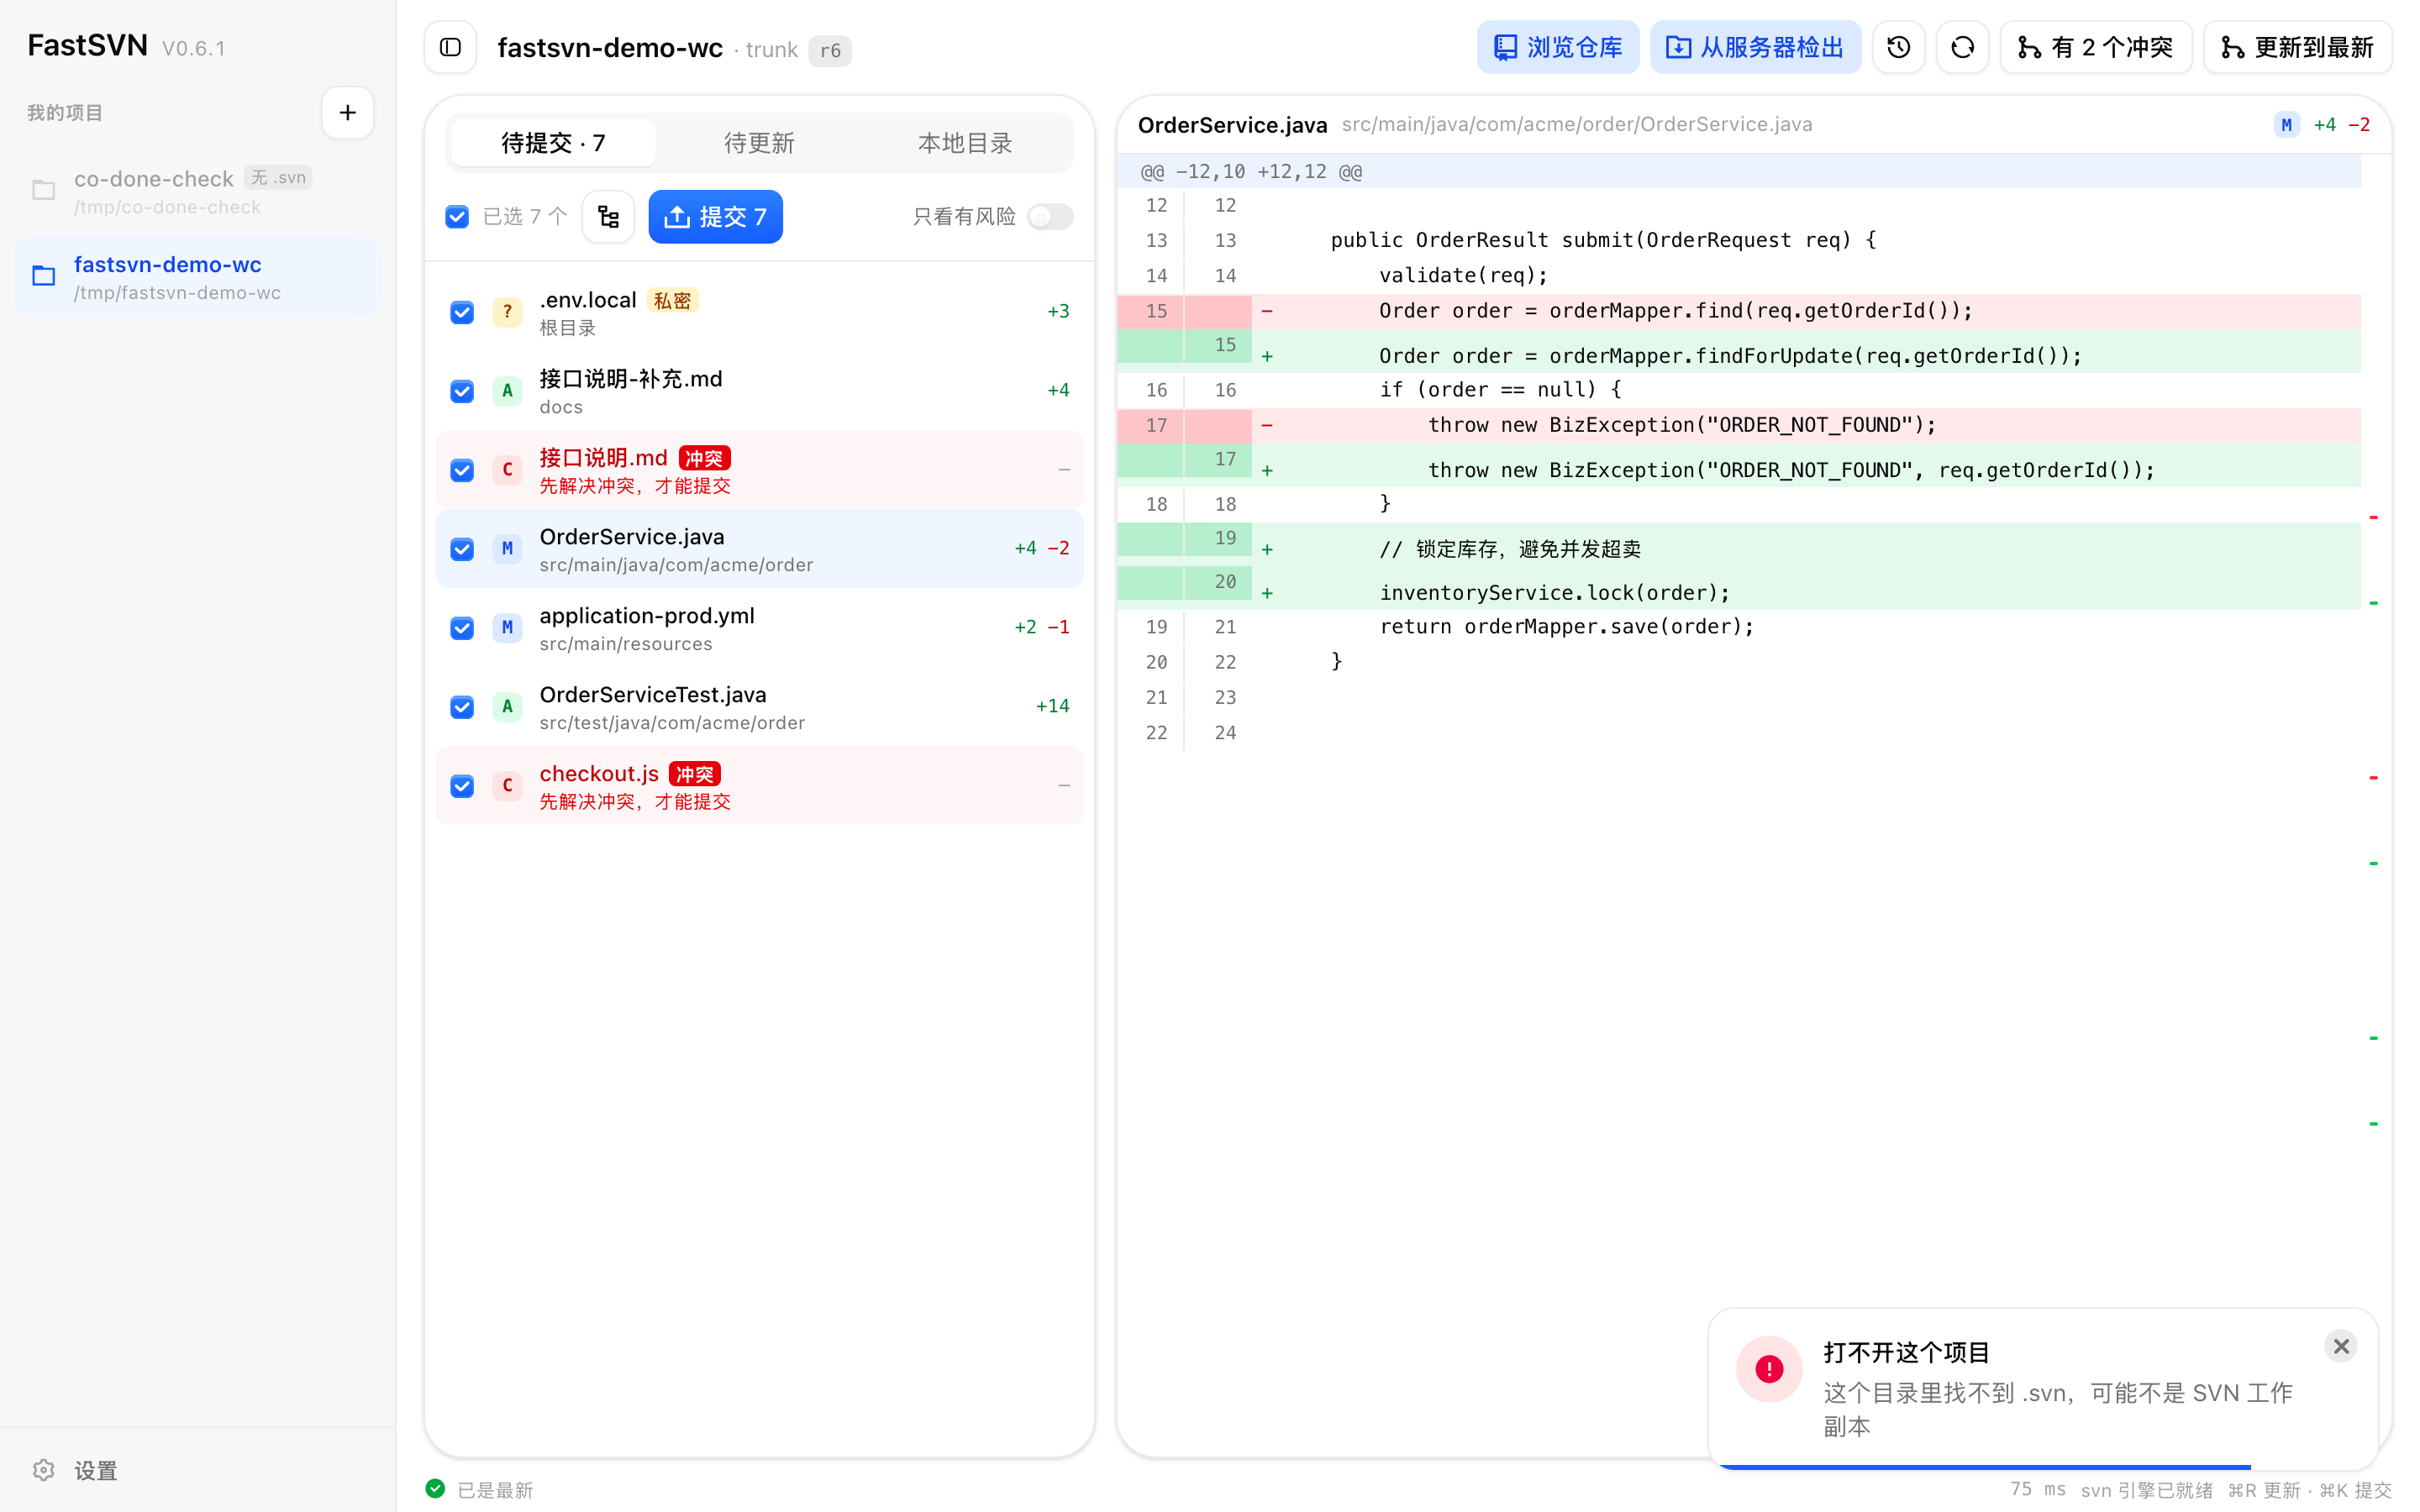 FastSVN V0.6.1
我的项目
co-done-check 无 .svn
/tmp/co-done-check
fastsvn-demo-wc
/tmp/fastsvn-demo-wc
设置
fastsvn-demo-wc · trunk r6
浏览仓库 从服务器检出 有 2 个冲突 更新到最新
待提交 · 7 待更新 本地目录
已选 7 个 提交 7 只看有风险
? .env.local 私密 +3
根目录
A 接口说明-补充.md +4
docs
C 接口说明.md 冲突 —
先解决冲突，才能提交
M OrderService.java +4 −2
src/main/java/com/acme/order
M application-prod.yml +2 −1
src/main/resources
A OrderServiceTest.java +14
src/test/java/com/acme/order
C checkout.js 冲突 —
先解决冲突，才能提交
OrderService.java src/main/java/com/acme/order/OrderService.java M +4 −2
@@ −12,10 +12,12 @@
12 12
13 13 public OrderResult submit(OrderRequest req) {
14 14 validate(req);
15 − Order order = orderMapper.find(req.getOrderId());
15 + Order order = orderMapper.findForUpdate(req.getOrderId());
16 16 if (order == null) {
17 − throw new BizException("ORDER_NOT_FOUND");
17 + throw new BizException("ORDER_NOT_FOUND", req.getOrderId());
18 18 }
19 + // 锁定库存，避免并发超卖
20 + inventoryService.lock(order);
19 21 return orderMapper.save(order);
20 22 }
21 23
22 24
打不开这个项目
这个目录里找不到 .svn，可能不是 SVN 工作
副本
已是最新
75 ms svn 引擎已就绪 ⌘R 更新 · ⌘K 提交